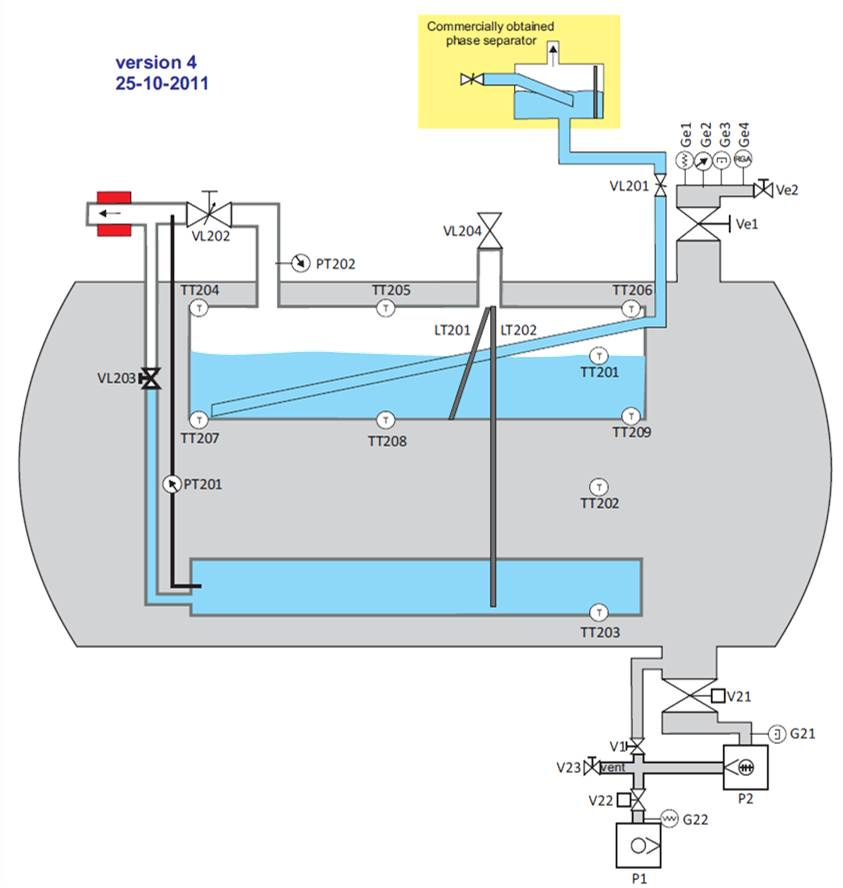 Commercially obtained
phase separator
version 4
25-10-2011
Ge1
Ge2
Ge3
Ge4
RGA
VL201
Ve2
VL202
VL204
Ve1
PT202
TT204
TT205
TT206
LT201
LT202
TT201
VL203
TT207
TT208
TT209
PT201
TT202
TT203
V21
G21
V1
V23
vent
P2
V22
G22
P1
T
T
T
T
T
T
T
T
T